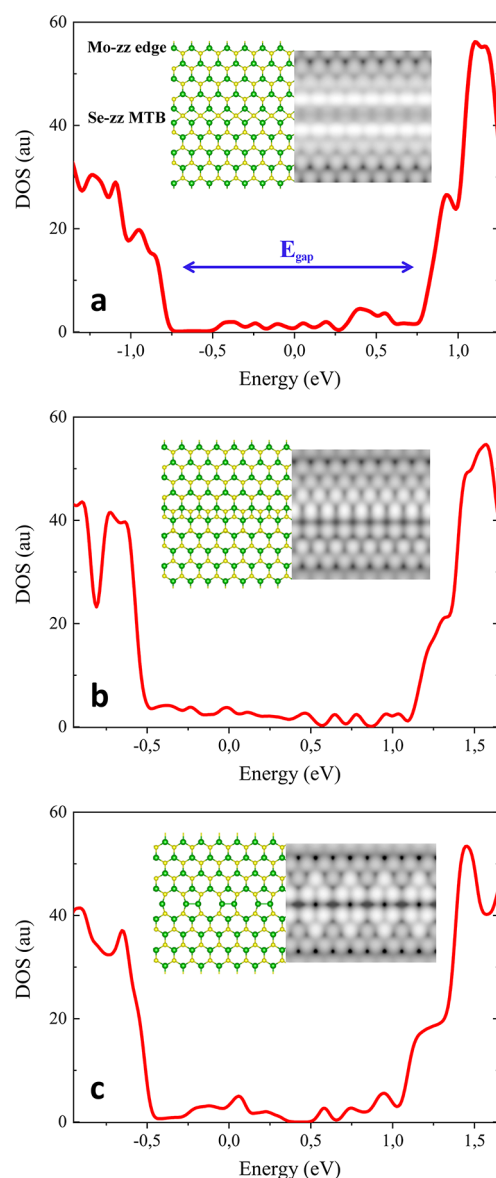 60
Mo-zz edge
Se-zz MTB
40
DOS (au)
20
E_gap
a
0
-1,0 -0,5 0,0 0,5 1,0
Energy (eV)
60
40
DOS (au)
20
b
0
-0,5 0,0 0,5 1,0 1,5
Energy (eV)
60
40
DOS (au)
20
c
0
-0,5 0,0 0,5 1,0 1,5
Energy (eV)